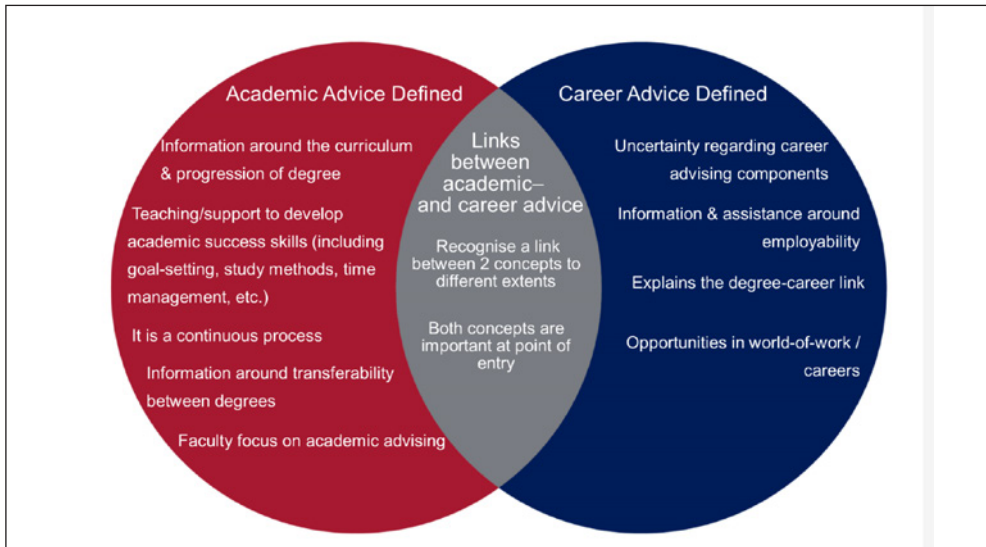 Academic Advice Defined
Information around the curriculum
& progression of degree
Teaching/support to develop
academic success skills (including
goal-setting, study methods, time
management, etc.)
It is a continuous process
Information around transferability
between degrees
Faculty focus on academic advising
Links
between
academic–
and career advice
Recognise a link
between 2 concepts to
different extents
Both concepts are
important at point of
entry
Career Advice Defined
Uncertainty regarding career
advising components
Information & assistance around
employability
Explains the degree-career link
Opportunities in world-of-work /
careers